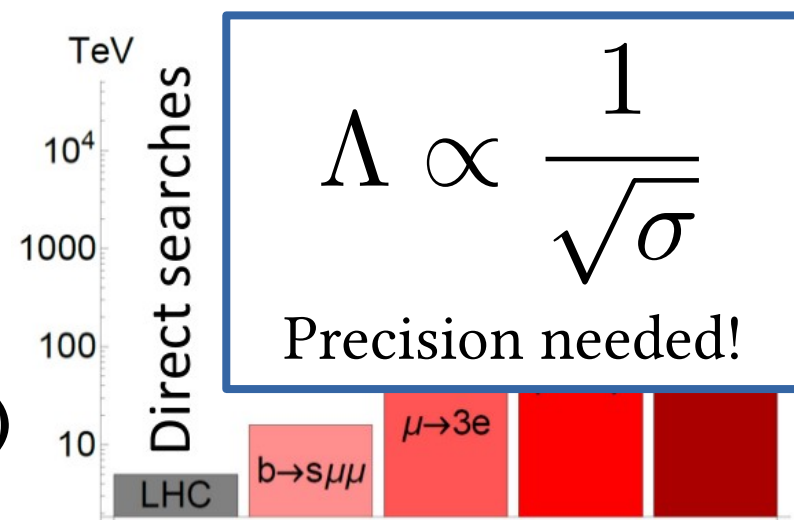 TeV
10⁴
1000
100
10
Direct searches
Λ ∝ 1/√σ
Precision needed!
LHC
b→sμμ
μ→3e
)